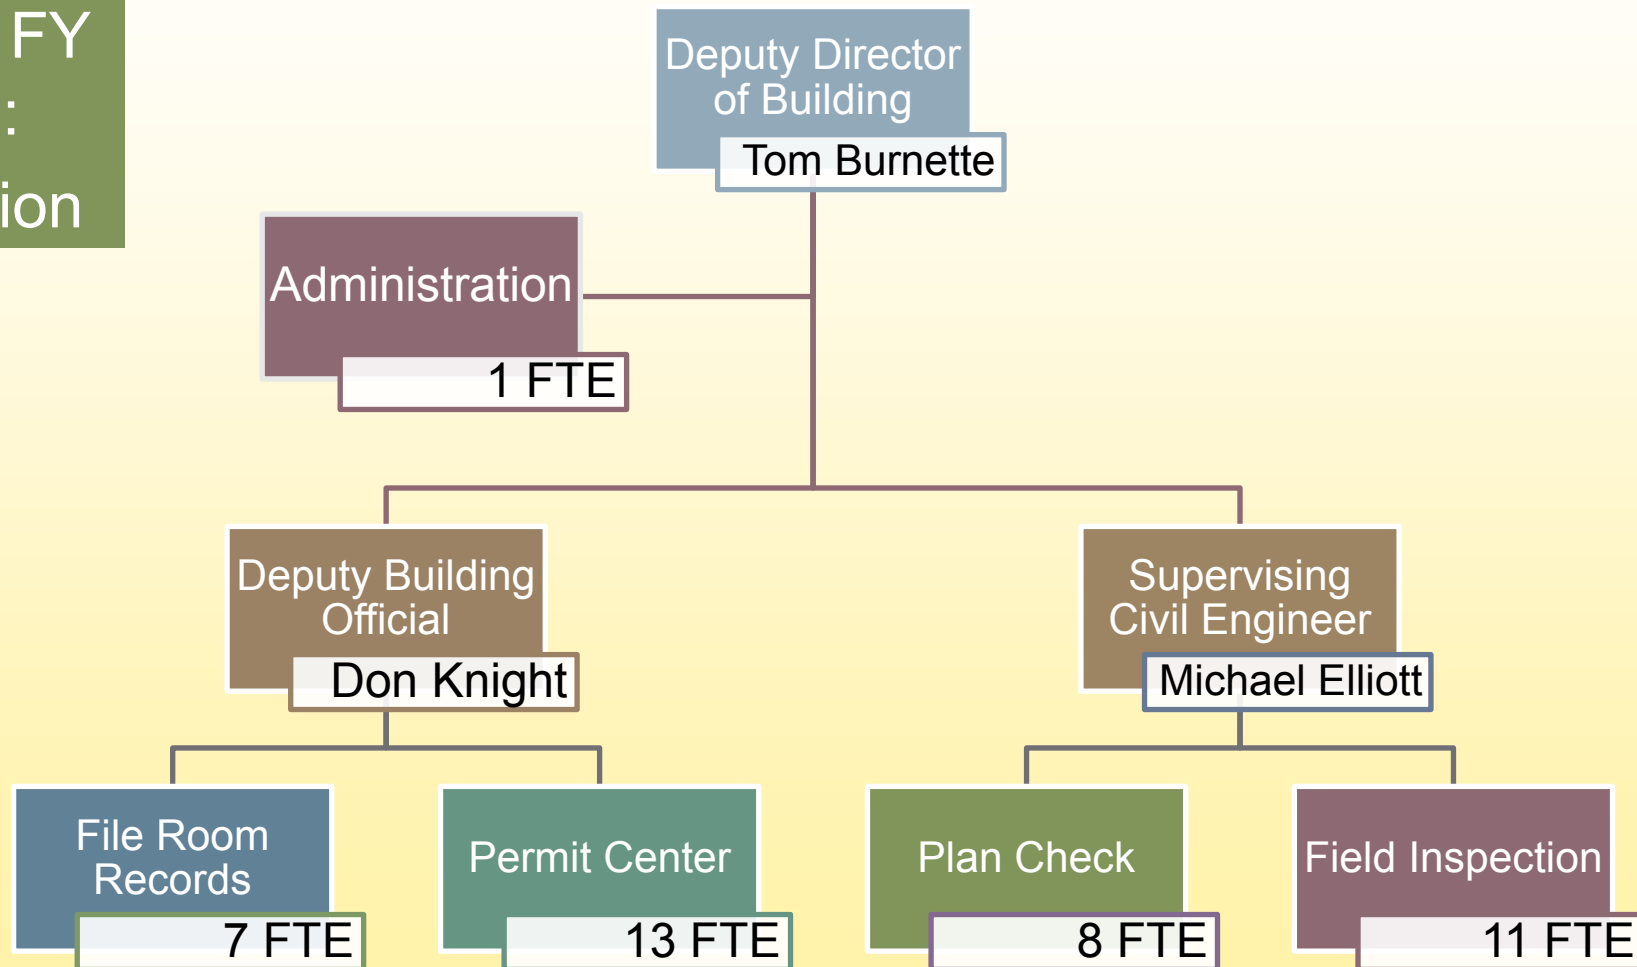 FY
:
ion
Deputy Director
of Building
Tom Burnette
Administration
1 FTE
Deputy Building
Official
Don Knight
Supervising
Civil Engineer
Michael Elliott
File Room
Records
7 FTE
Permit Center
13 FTE
Plan Check
8 FTE
Field Inspection
11 FTE